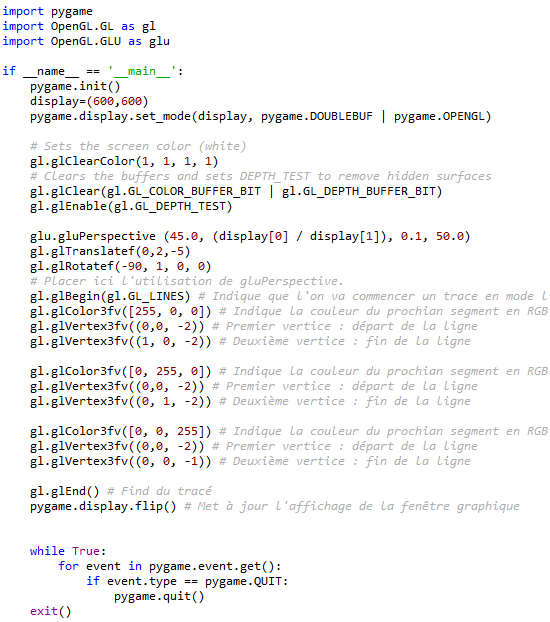 import pygame
import OpenGL.GL as gl
import OpenGL.GLU as glu
if __name__ == '__main__':
pygame.init()
display=(600,600)
pygame.display.set_mode(display, pygame.DOUBLEBUF | pygame.OPENGL)
# Sets the screen color (white)
gl.glClearColor(1, 1, 1, 1)
# Clears the buffers and sets DEPTH_TEST to remove hidden surfaces
gl.glClear(gl.GL_COLOR_BUFFER_BIT | gl.GL_DEPTH_BUFFER_BIT)
gl.glEnable(gl.GL_DEPTH_TEST)
glu.gluPerspective (45.0, (display[0] / display[1]), 0.1, 50.0)
gl.glTranslatef(0,2,-5)
gl.glRotatef(-90, 1, 0, 0)
# Placer ici l'utilisation de gluPerspective.
gl.glBegin(gl.GL_LINES) # Indique que l'on va commencer un trace en mode l
gl.glColor3fv([255, 0, 0]) # Indique la couleur du prochian segment en RGB
gl.glVertex3fv((0,0, -2)) # Premier vertice : départ de la ligne
gl.glVertex3fv((1, 0, -2)) # Deuxième vertice : fin de la ligne
gl.glColor3fv([0, 255, 0]) # Indique la couleur du prochian segment en RGB
gl.glVertex3fv((0,0, -2)) # Premier vertice : départ de la ligne
gl.glVertex3fv((0, 1, -2)) # Deuxième vertice : fin de la ligne
gl.glColor3fv([0, 0, 255]) # Indique la couleur du prochian segment en RGB
gl.glVertex3fv((0,0, -2)) # Premier vertice : départ de la ligne
gl.glVertex3fv((0, 0, -1)) # Deuxième vertice : fin de la ligne
gl.glEnd() # Find du tracé
pygame.display.flip() # Met à jour l'affichage de la fenêtre graphique
while True:
for event in pygame.event.get():
if event.type == pygame.QUIT:
pygame.quit()
exit()